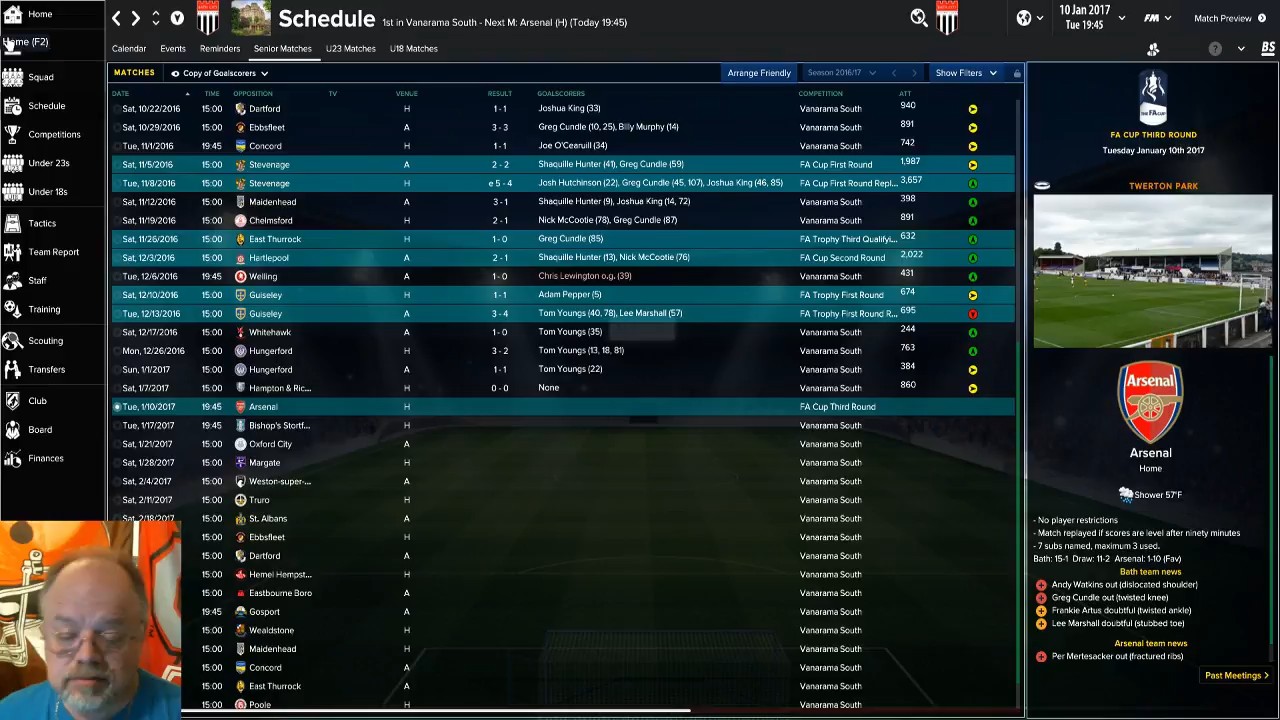 Home
Schedule
1st in Vanarama South - Next M: Arsenal (H) (Today 19:45)
10 Jan 2017
Tue 19:45
FM
Match Preview
Home (F2)
Calendar Events Reminders Senior Matches U23 Matches U18 Matches
? BS
Squad
Schedule
Competitions
Under 23s
Under 18s
Tactics
Team Report
Staff
Training
Scouting
Transfers
Club
Board
Finances
MATCHES Copy of Goalscorers Arrange Friendly Season 2016/17 Show Filters
DATE TIME OPPOSITION TV VENUE RESULT GOALSCORERS COMPETITION ATT
Sat, 10/22/2016 15:00 Dartford H 1-1 Joshua King (33) Vanarama South 940
Sat, 10/29/2016 15:00 Ebbsfleet A 3-3 Greg Cundle (10, 25), Billy Murphy (14) Vanarama South 891
Tue, 11/1/2016 19:45 Concord H 1-1 Joe O'Cearuill (34) Vanarama South 742
Sat, 11/5/2016 15:00 Stevenage A 2-2 Shaquille Hunter (41), Greg Cundle (59) FA Cup First Round 1,987
Tue, 11/8/2016 15:00 Stevenage H e 5-4 Josh Hutchinson (22), Greg Cundle (45, 107), Joshua King (46, 85) FA Cup First Round Repl... 3,657
Sat, 11/12/2016 15:00 Maidenhead A 3-1 Shaquille Hunter (9), Joshua King (14, 72) Vanarama South 398
Sat, 11/19/2016 15:00 Chelmsford H 2-1 Nick McCootie (78), Greg Cundle (87) Vanarama South 891
Sat, 11/26/2016 15:00 East Thurrock H 1-0 Greg Cundle (85) FA Trophy Third Qualifyi... 632
Sat, 12/3/2016 15:00 Hartlepool A 2-1 Shaquille Hunter (13), Nick McCootie (76) FA Cup Second Round 2,022
Tue, 12/6/2016 19:45 Welling A 1-0 Chris Lewington o.g. (39) Vanarama South 431
Sat, 12/10/2016 15:00 Guiseley H 1-1 Adam Pepper (5) FA Trophy First Round 674
Tue, 12/13/2016 15:00 Guiseley A 3-4 Tom Youngs (40, 78), Lee Marshall (57) FA Trophy First Round R... 695
Sat, 12/17/2016 15:00 Whitehawk A 1-0 Tom Youngs (35) Vanarama South 244
Mon, 12/26/2016 15:00 Hungerford H 3-2 Tom Youngs (13, 18, 81) Vanarama South 763
Sun, 1/1/2017 15:00 Hungerford A 1-1 Tom Youngs (22) Vanarama South 384
Sat, 1/7/2017 15:00 Hampton & Ric... H 0-0 None Vanarama South 860
Tue, 1/10/2017 19:45 Arsenal H FA Cup Third Round
Tue, 1/17/2017 19:45 Bishop's Stortf... H Vanarama South
Sat, 1/21/2017 15:00 Oxford City A Vanarama South
Sat, 1/28/2017 15:00 Margate H Vanarama South
Sat, 2/4/2017 15:00 Weston-super-... A Vanarama South
Sat, 2/11/2017 15:00 Truro H Vanarama South
Sat, 2/18/2017 15:00 St. Albans A Vanarama South
15:00 Ebbsfleet H Vanarama South
15:00 Dartford A Vanarama South
15:00 Hemel Hempst... H Vanarama South
15:00 Eastbourne Boro H Vanarama South
19:45 Gosport A Vanarama South
15:00 Wealdstone H Vanarama South
15:00 Maidenhead H Vanarama South
15:00 Concord A Vanarama South
15:00 East Thurrock A Vanarama South
15:00 Poole H Vanarama South
THE FA CUP
FA CUP THIRD ROUND
Tuesday January 10th 2017
TWERTON PARK
Arsenal
Arsenal
Home
Shower 57°F
- No player restrictions
- Match replayed if scores are level after ninety minutes
- 7 subs named, maximum 3 used.
Bath: 15-1 Draw: 11-2 Arsenal: 1-10 (Fav)
Bath team news
Andy Watkins out (dislocated shoulder)
Greg Cundle out (twisted knee)
Frankie Artus doubtful (twisted ankle)
Lee Marshall doubtful (stubbed toe)
Arsenal team news
Per Mertesacker out (fractured ribs)
Past Meetings